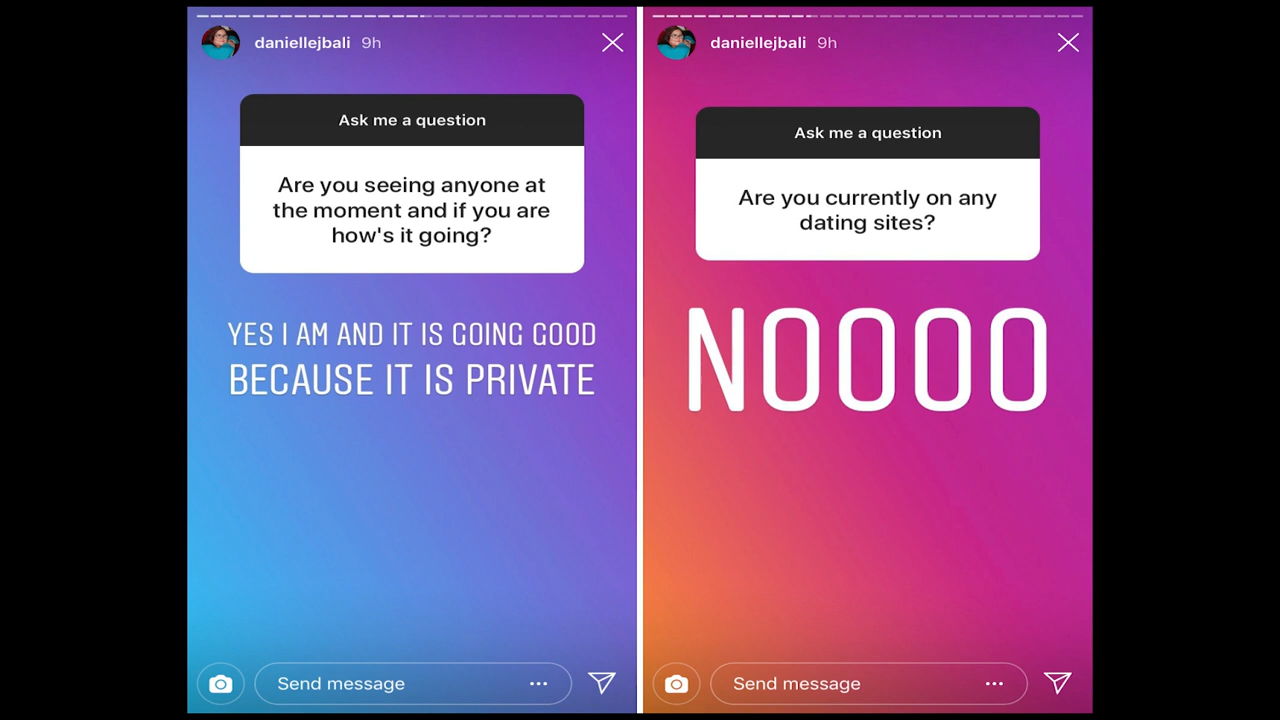 daniellejbali 9h
Ask me a question
Are you seeing anyone at
the moment and if you are
how's it going?
YES I AM AND IT IS GOING GOOD
BECAUSE IT IS PRIVATE
Send message
daniellejbali 9h
Ask me a question
Are you currently on any
dating sites?
NOOOO
Send message